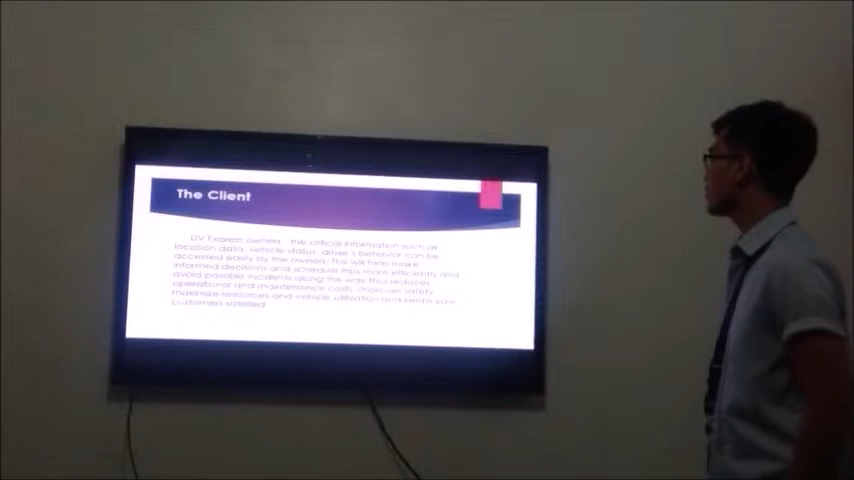 The Client
UV Express owners - the critical information such as
location data, vehicle status, driver's behavior can be
accessed easily by the owners. This will help make
informed decisions and schedule trips more efficiently and
avoid possible incidents along the way thus reduces
operational and maintenance costs, improves safety,
maximize resources and vehicle utilization and keeps
customers satisfied